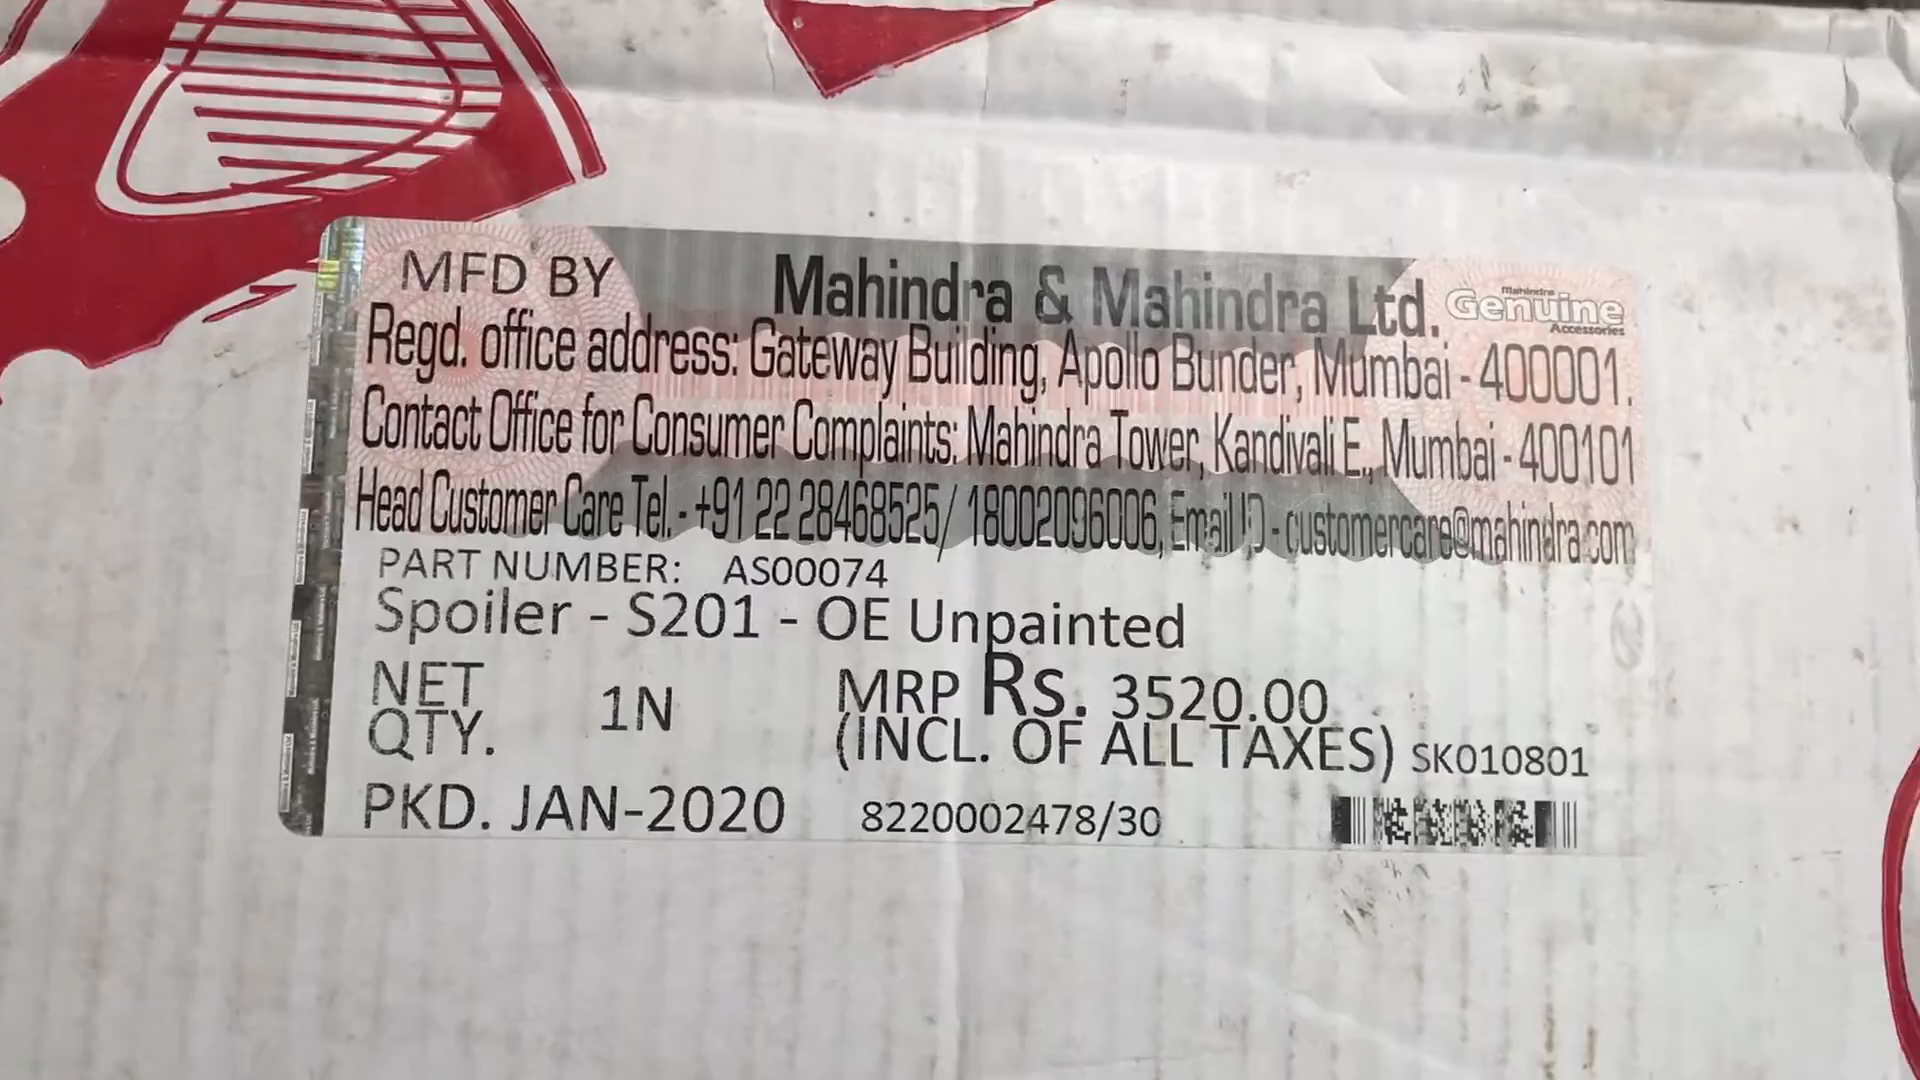 MFD BY Mahindra & Mahindra Ltd.
Mahindra
Genuine
Accessories
Regd. office address: Gateway Building, Apollo Bunder, Mumbai - 400001.
Contact Office for Consumer Complaints: Mahindra Tower, Kandivali E., Mumbai - 400101
Head Customer Care Tel. - +91 22 28468525/ 18002096006, Email ID - customercare@mahindra.com
PART NUMBER: AS00074
Spoiler - S201 - OE Unpainted
NET QTY. 1N
MRP Rs. 3520.00
(INCL. OF ALL TAXES) SK010801
PKD. JAN-2020 8220002478/30